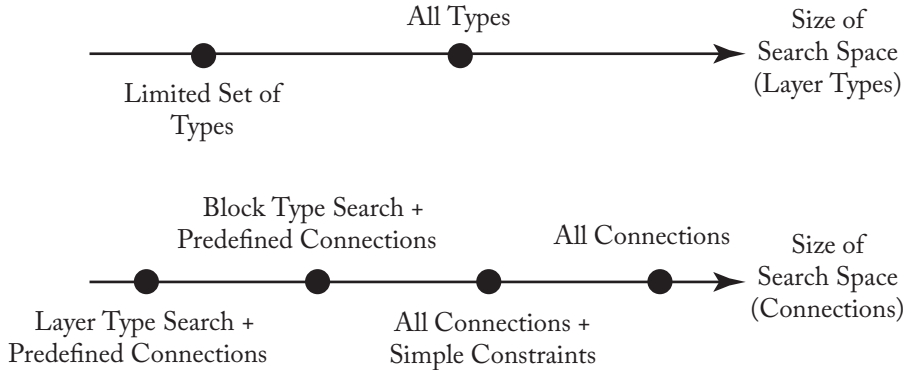 All Types
Limited Set of
Types
Size of
Search Space
(Layer Types)
Block Type Search +
Predefined Connections
All Connections
Layer Type Search +
Predefined Connections
All Connections +
Simple Constraints
Size of
Search Space
(Connections)